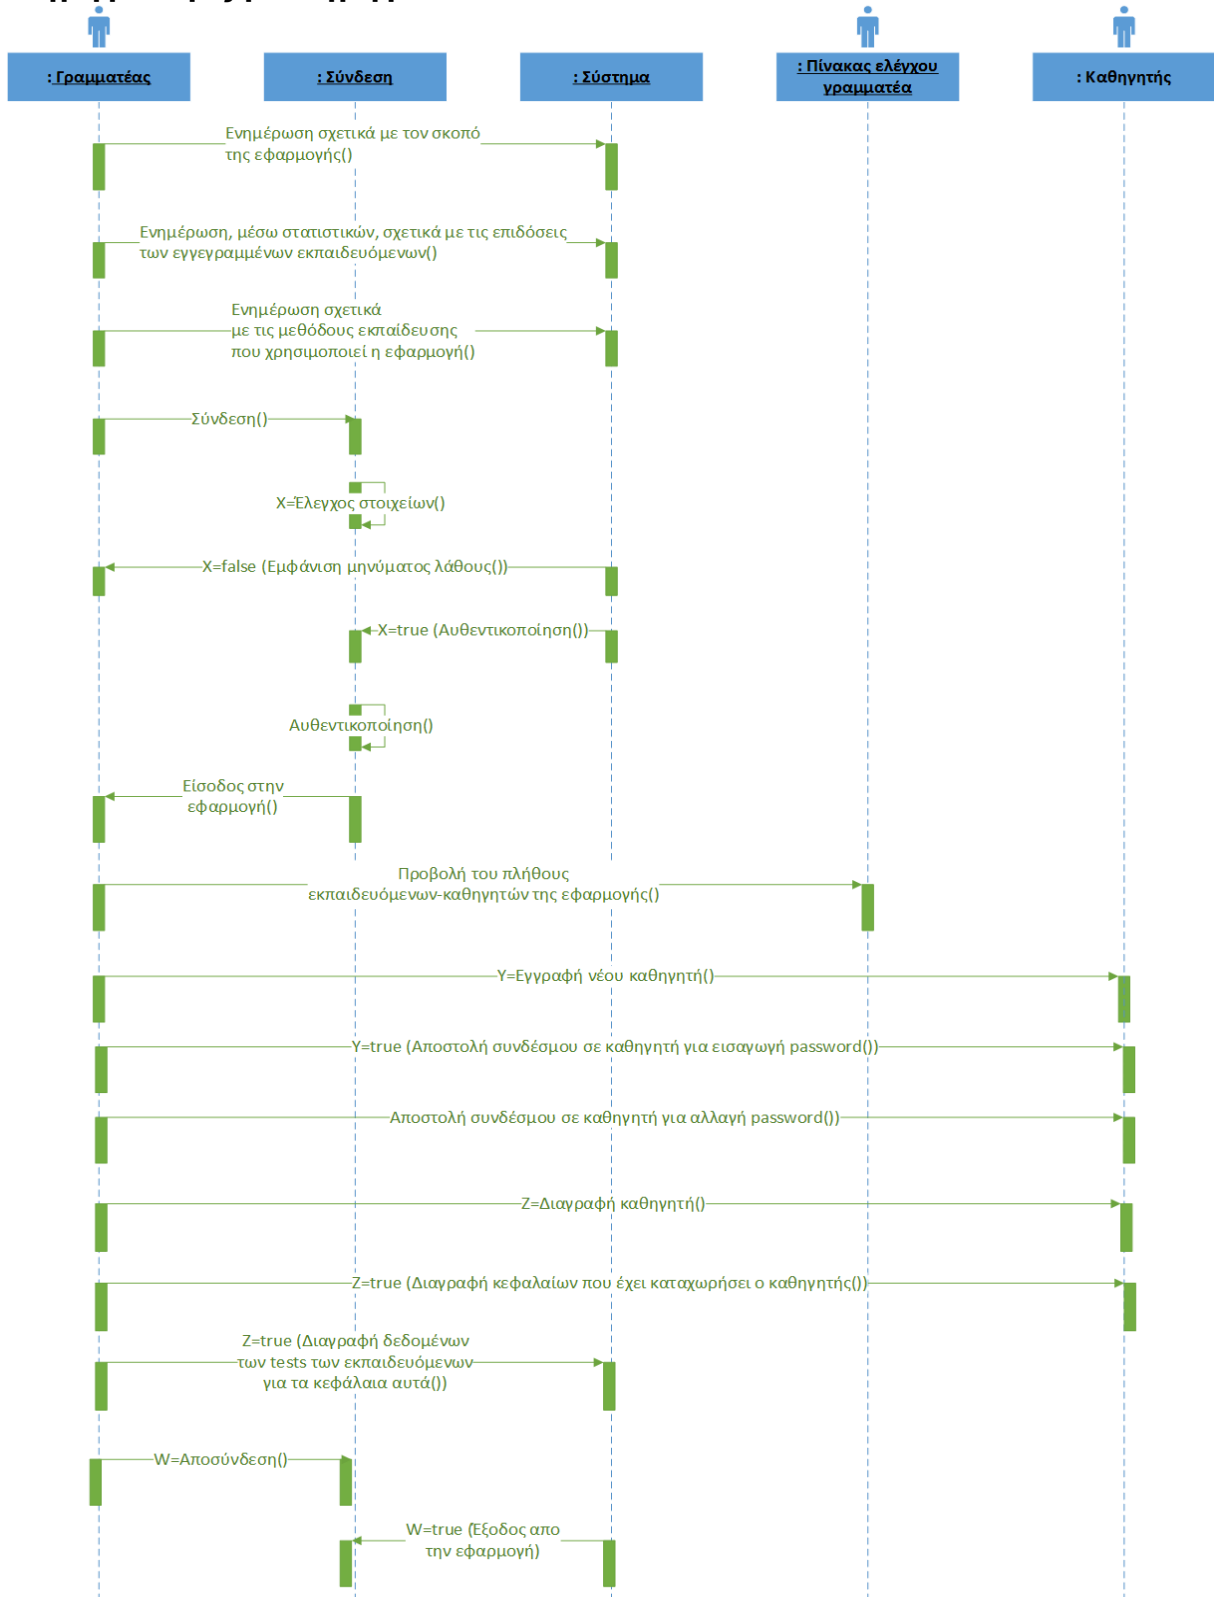 : Γραμματέας
: Σύνδεση
: Σύστημα
: Πίνακας ελέγχου
γραμματέα
: Καθηγητής
Ενημέρωση σχετικά με τον σκοπό
της εφαρμογής()
Ενημέρωση, μέσω στατιστικών, σχετικά με τις επιδόσεις
των εγγεγραμμένων εκπαιδευόμενων()
Ενημέρωση σχετικά
με τις μεθόδους εκπαίδευσης
που χρησιμοποιεί η εφαρμογή()
Σύνδεση()
X=Έλεγχος στοιχείων()
X=false (Εμφάνιση μηνύματος λάθους())
X=true (Αυθεντικοποίηση())
Αυθεντικοποίηση()
Είσοδος στην
εφαρμογή()
Προβολή του πλήθους
εκπαιδευόμενων-καθηγητών της εφαρμογής()
Y=Εγγραφή νέου καθηγητή()
Y=true (Αποστολή συνδέσμου σε καθηγητή για εισαγωγή password())
Αποστολή συνδέσμου σε καθηγητή για αλλαγή password())
Z=Διαγραφή καθηγητή()
Z=true (Διαγραφή κεφαλαίων που έχει καταχωρήσει ο καθηγητής())
Z=true (Διαγραφή δεδομένων
των tests των εκπαιδευόμενων
για τα κεφάλαια αυτά())
W=Αποσύνδεση()
W=true (Έξοδος απο
την εφαρμογή)